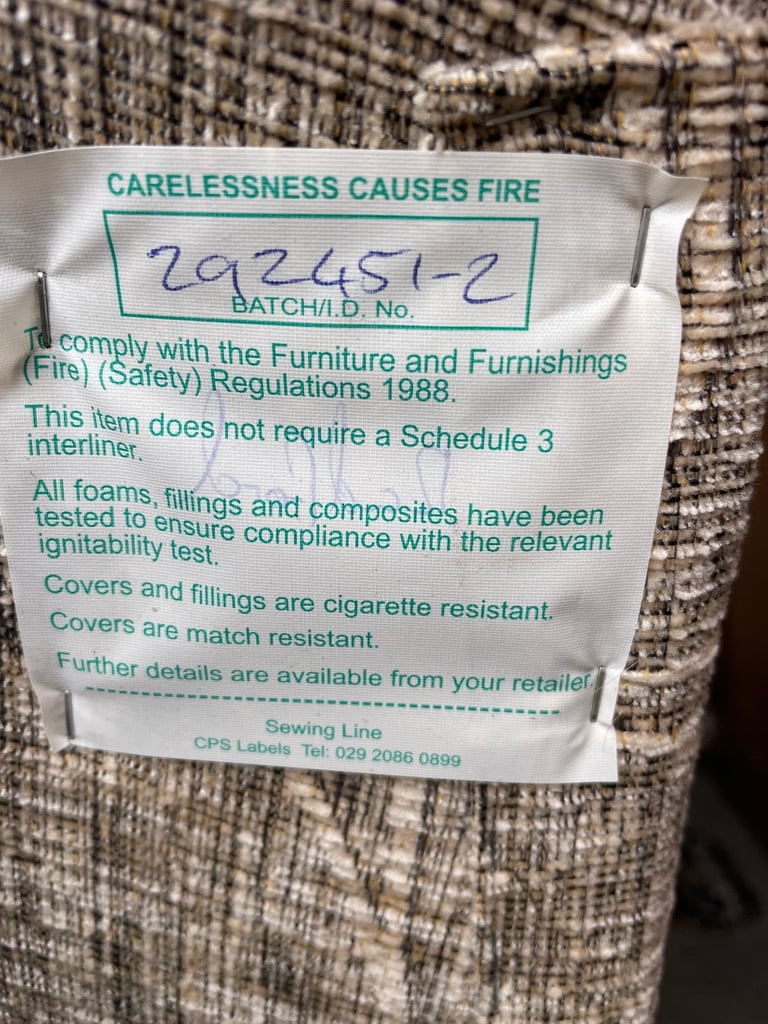 CARELESSNESS CAUSES FIRE
292451-2
BATCH/I.D. No.
To comply with the Furniture and Furnishings
(Fire) (Safety) Regulations 1988.
This item does not require a Schedule 3
interliner.
All foams, fillings and composites have been
tested to ensure compliance with the relevant
ignitability test.
Covers and fillings are cigarette resistant.
Covers are match resistant.
Further details are available from your retailer.
Sewing Line
CPS Labels Tel: 029 2086 0899